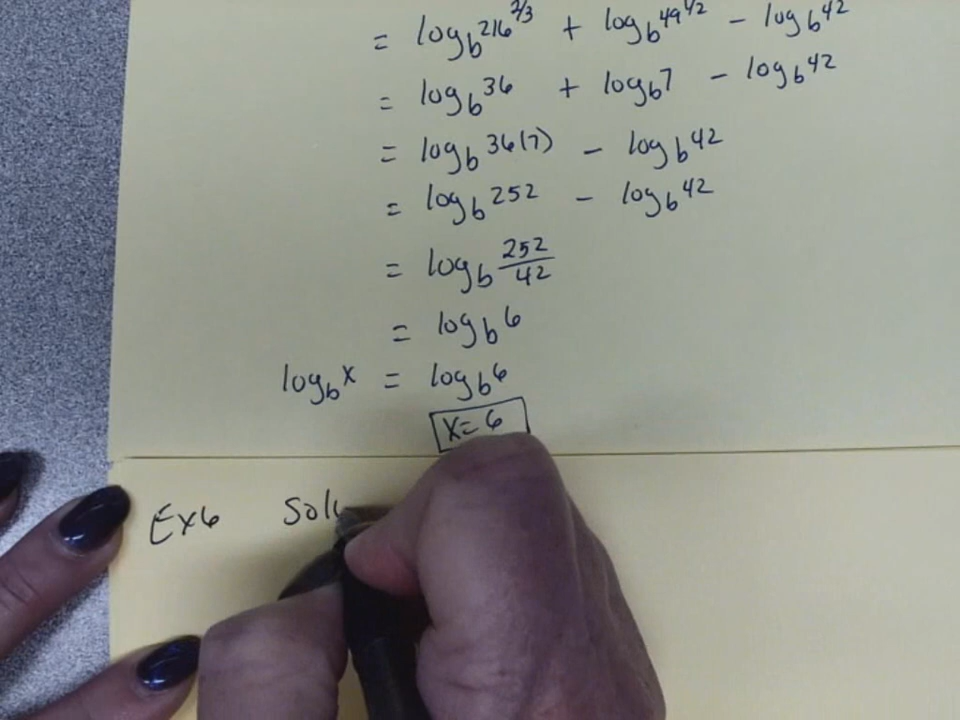 = log_b 216^2/3 + log_b 49^1/2 - log_b 42
= log_b 36 + log_b 7 - log_b 42
= log_b 36(7) - log_b 42
= log_b 252 - log_b 42
= log_b 252/42
= log_b 6
log_b x = log_b 6
x = 6
Ex6 Solv